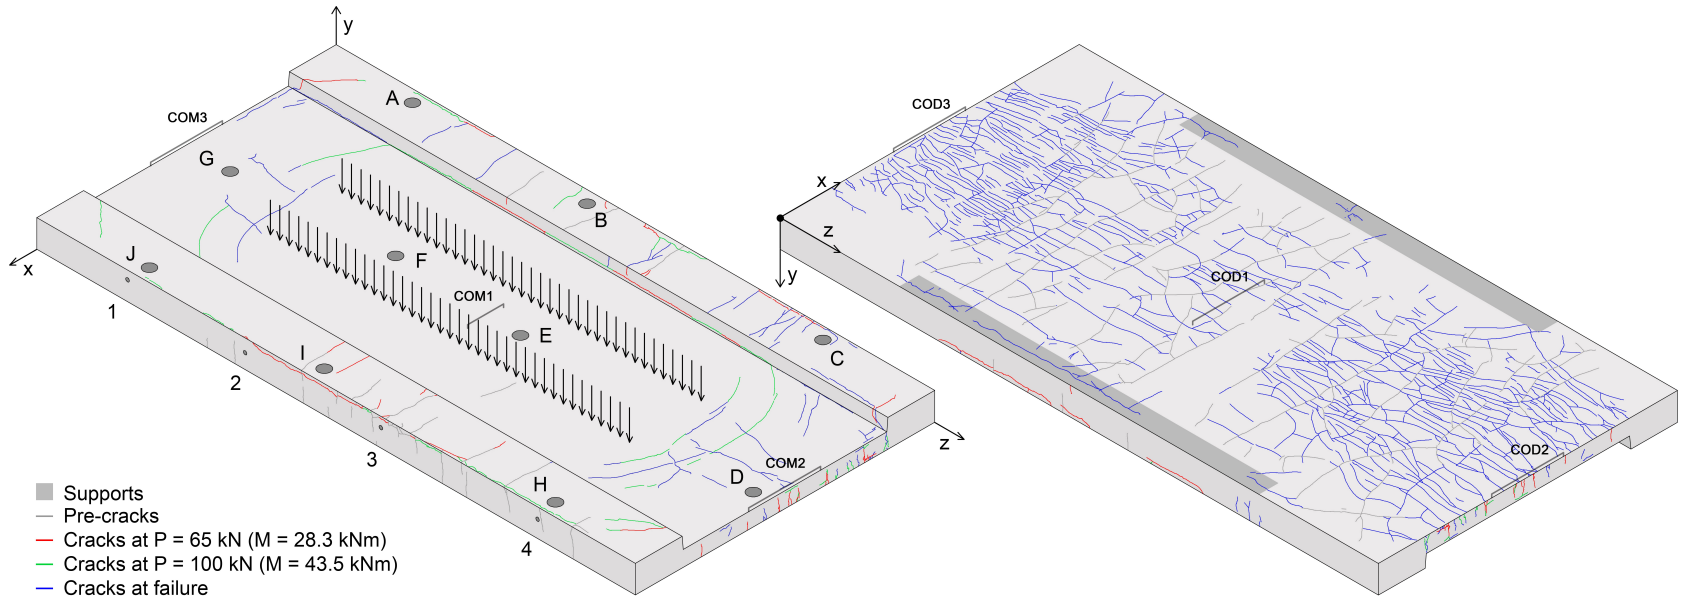 y
A
COM3
G
B
F
x
J
COM1
1
E
C
I
2
z
3
COM2
D
H
4
Supports
Pre-cracks
Cracks at P = 65 kN (M = 28.3 kNm)
Cracks at P = 100 kN (M = 43.5 kNm)
Cracks at failure
COD3
x
z
y
COD1
COD2